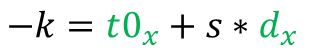 −k = t0ₓ + s ∗ dₓ